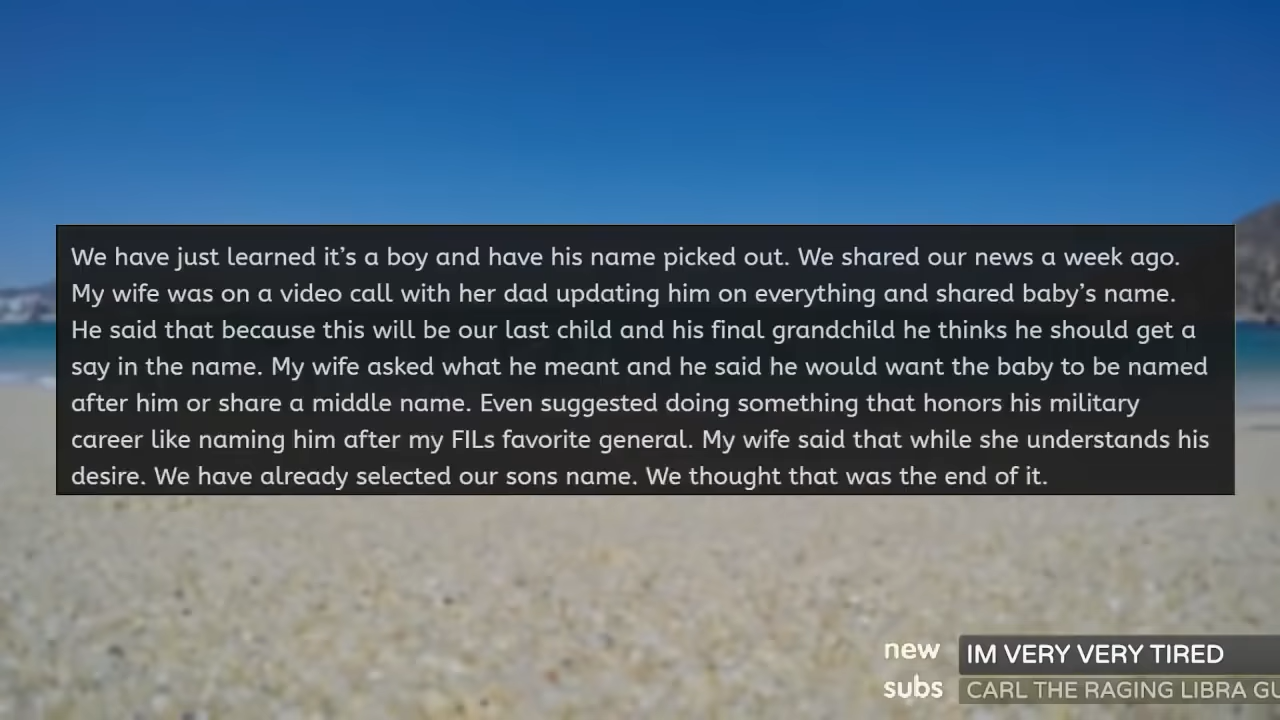 We have just learned it's a boy and have his name picked out. We shared our news a week ago.
My wife was on a video call with her dad updating him on everything and shared baby's name.
He said that because this will be our last child and his final grandchild he thinks he should get a
say in the name. My wife asked what he meant and he said he would want the baby to be named
after him or share a middle name. Even suggested doing something that honors his military
career like naming him after my FILs favorite general. My wife said that while she understands his
desire. We have already selected our sons name. We thought that was the end of it.
new IM VERY VERY TIRED
subs CARL THE RAGING LIBRA GU